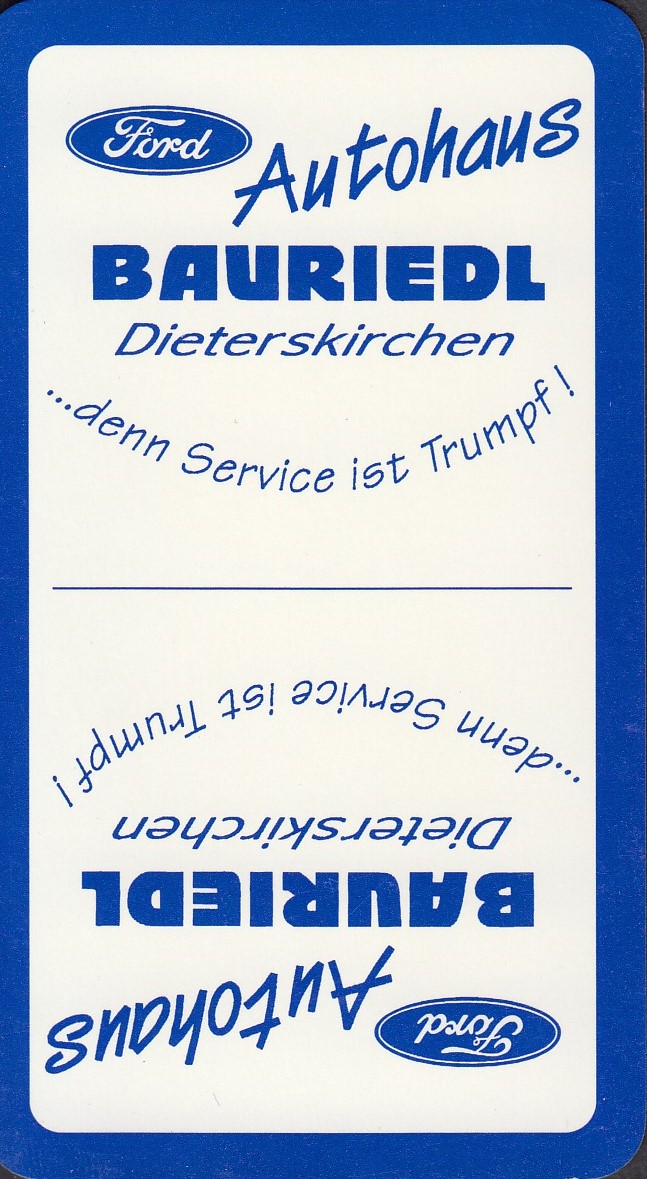 Ford Autohaus
BAURIEDL
Dieterskirchen
...denn Service ist Trumpf!
...denn Service ist Trumpf!
Dieterskirchen
BAURIEDL
Ford Autohaus